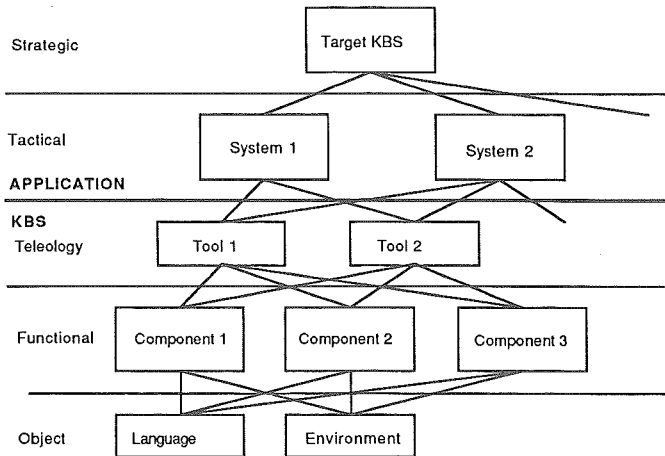 Strategic
Target KBS
Tactical
System 1
System 2
APPLICATION
KBS
Teleology
Tool 1
Tool 2
Functional
Component 1
Component 2
Component 3
Object
Language
Environment